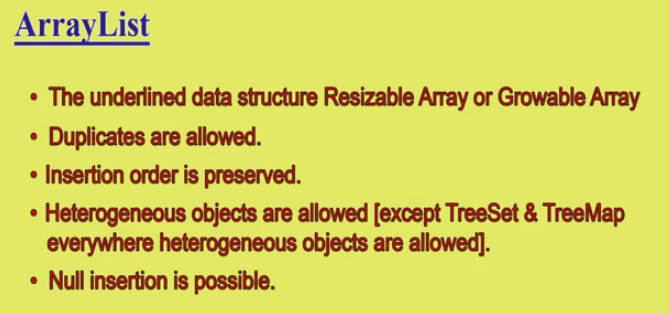 ArrayList
• The underlined data structure Resizable Array or Growable Array
• Duplicates are allowed.
• Insertion order is preserved.
• Heterogeneous objects are allowed [except TreeSet & TreeMap
everywhere heterogeneous objects are allowed].
• Null insertion is possible.